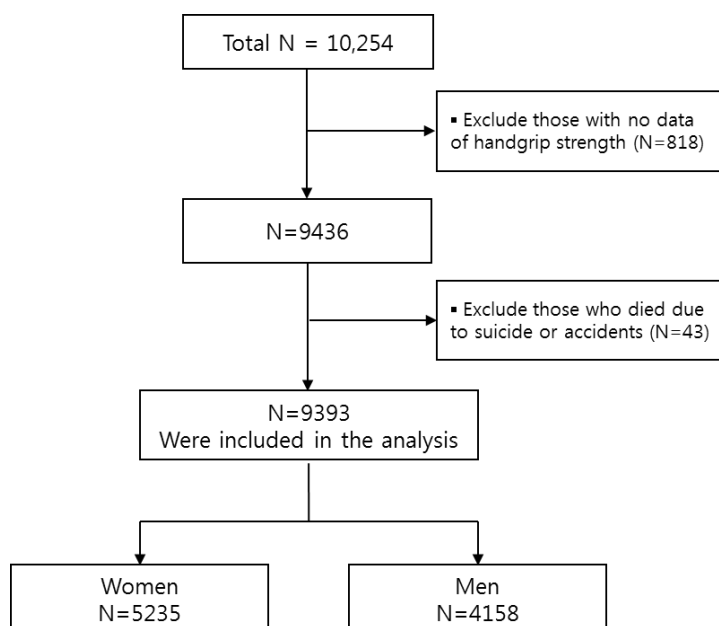 Total N = 10,254
▪ Exclude those with no data
of handgrip strength (N=818)
N=9436
▪ Exclude those who died due
to suicide or accidents (N=43)
N=9393
Were included in the analysis
Women
N=5235
Men
N=4158